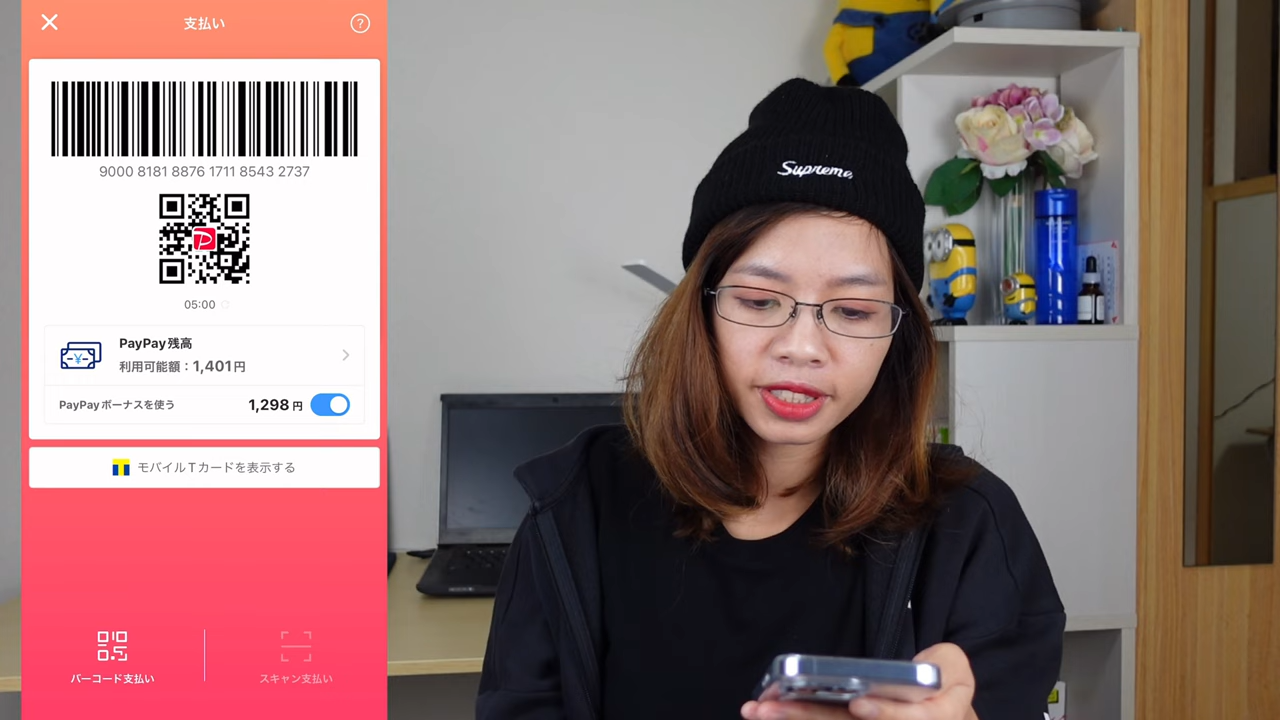 支払い
?
9000 8181 8876 1711 8543 2737
05:00
PayPay残高
利用可能額：1,401円
PayPayボーナスを使う 1,298 円
モバイルTカードを表示する
バーコード支払い
スキャン支払い
Supreme